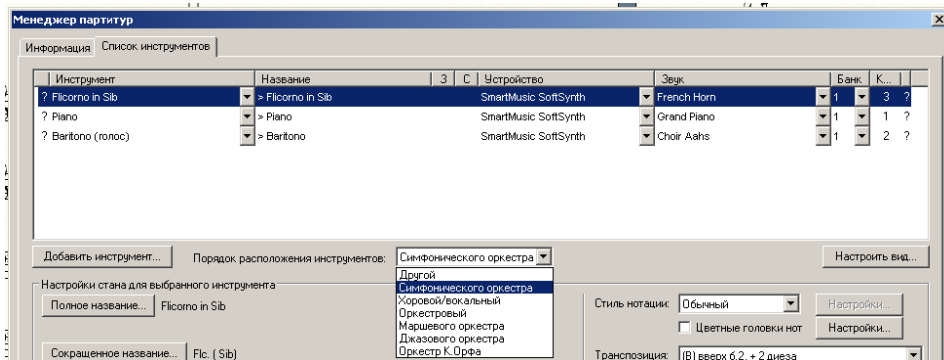 Менеджер партитур
Информация Список инструментов
Инструмент Название З С Устройство Звук Банк К...
? Flicorno in Sib > Flicorno in Sib SmartMusic SoftSynth French Horn 1 3 ?
? Piano > Piano SmartMusic SoftSynth Grand Piano 1 1 ?
? Baritono (голос) > Baritono SmartMusic SoftSynth Choir Aahs 1 2 ?
Добавить инструмент... Порядок расположения инструментов: Симфонического оркестра Настроить вид...
Другой
Настройки стана для выбранного инструмента Симфонического оркестра
Полное название... Flicorno in Sib Хоровой/вокальный Стиль нотации: Обычный Настройки...
Оркестровый
Маршевого оркестра Цветные головки нот Настройки...
Джазового оркестра
Сокращенное название... Flc. ( Sib) Оркестр К.Орфа Транспозиция: (B) вверх б.2, + 2 диеза